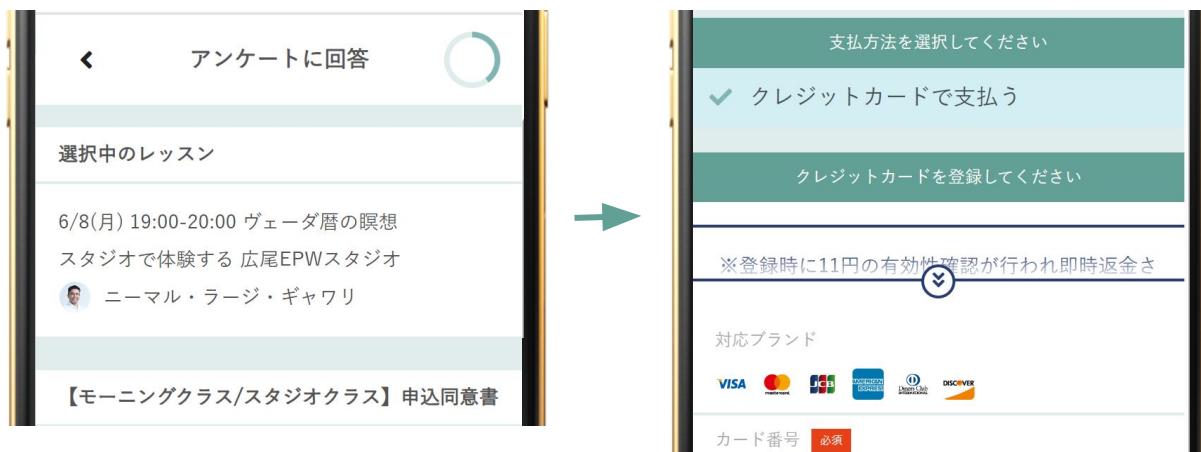 アンケートに回答
選択中のレッスン
6/8(月) 19:00-20:00 ヴェーダ暦の瞑想
スタジオで体験する 広尾EPWスタジオ
ニーマル・ラージ・ギャワリ
【モーニングクラス/スタジオクラス】申込同意書
支払方法を選択してください
クレジットカードで支払う
クレジットカードを登録してください
※登録時に11円の有効性確認が行われ即時返金さ
対応ブランド
VISA mastercard JCB AMERICAN EXPRESS Diners Club INTERNATIONAL DISCOVER
カード番号 必須